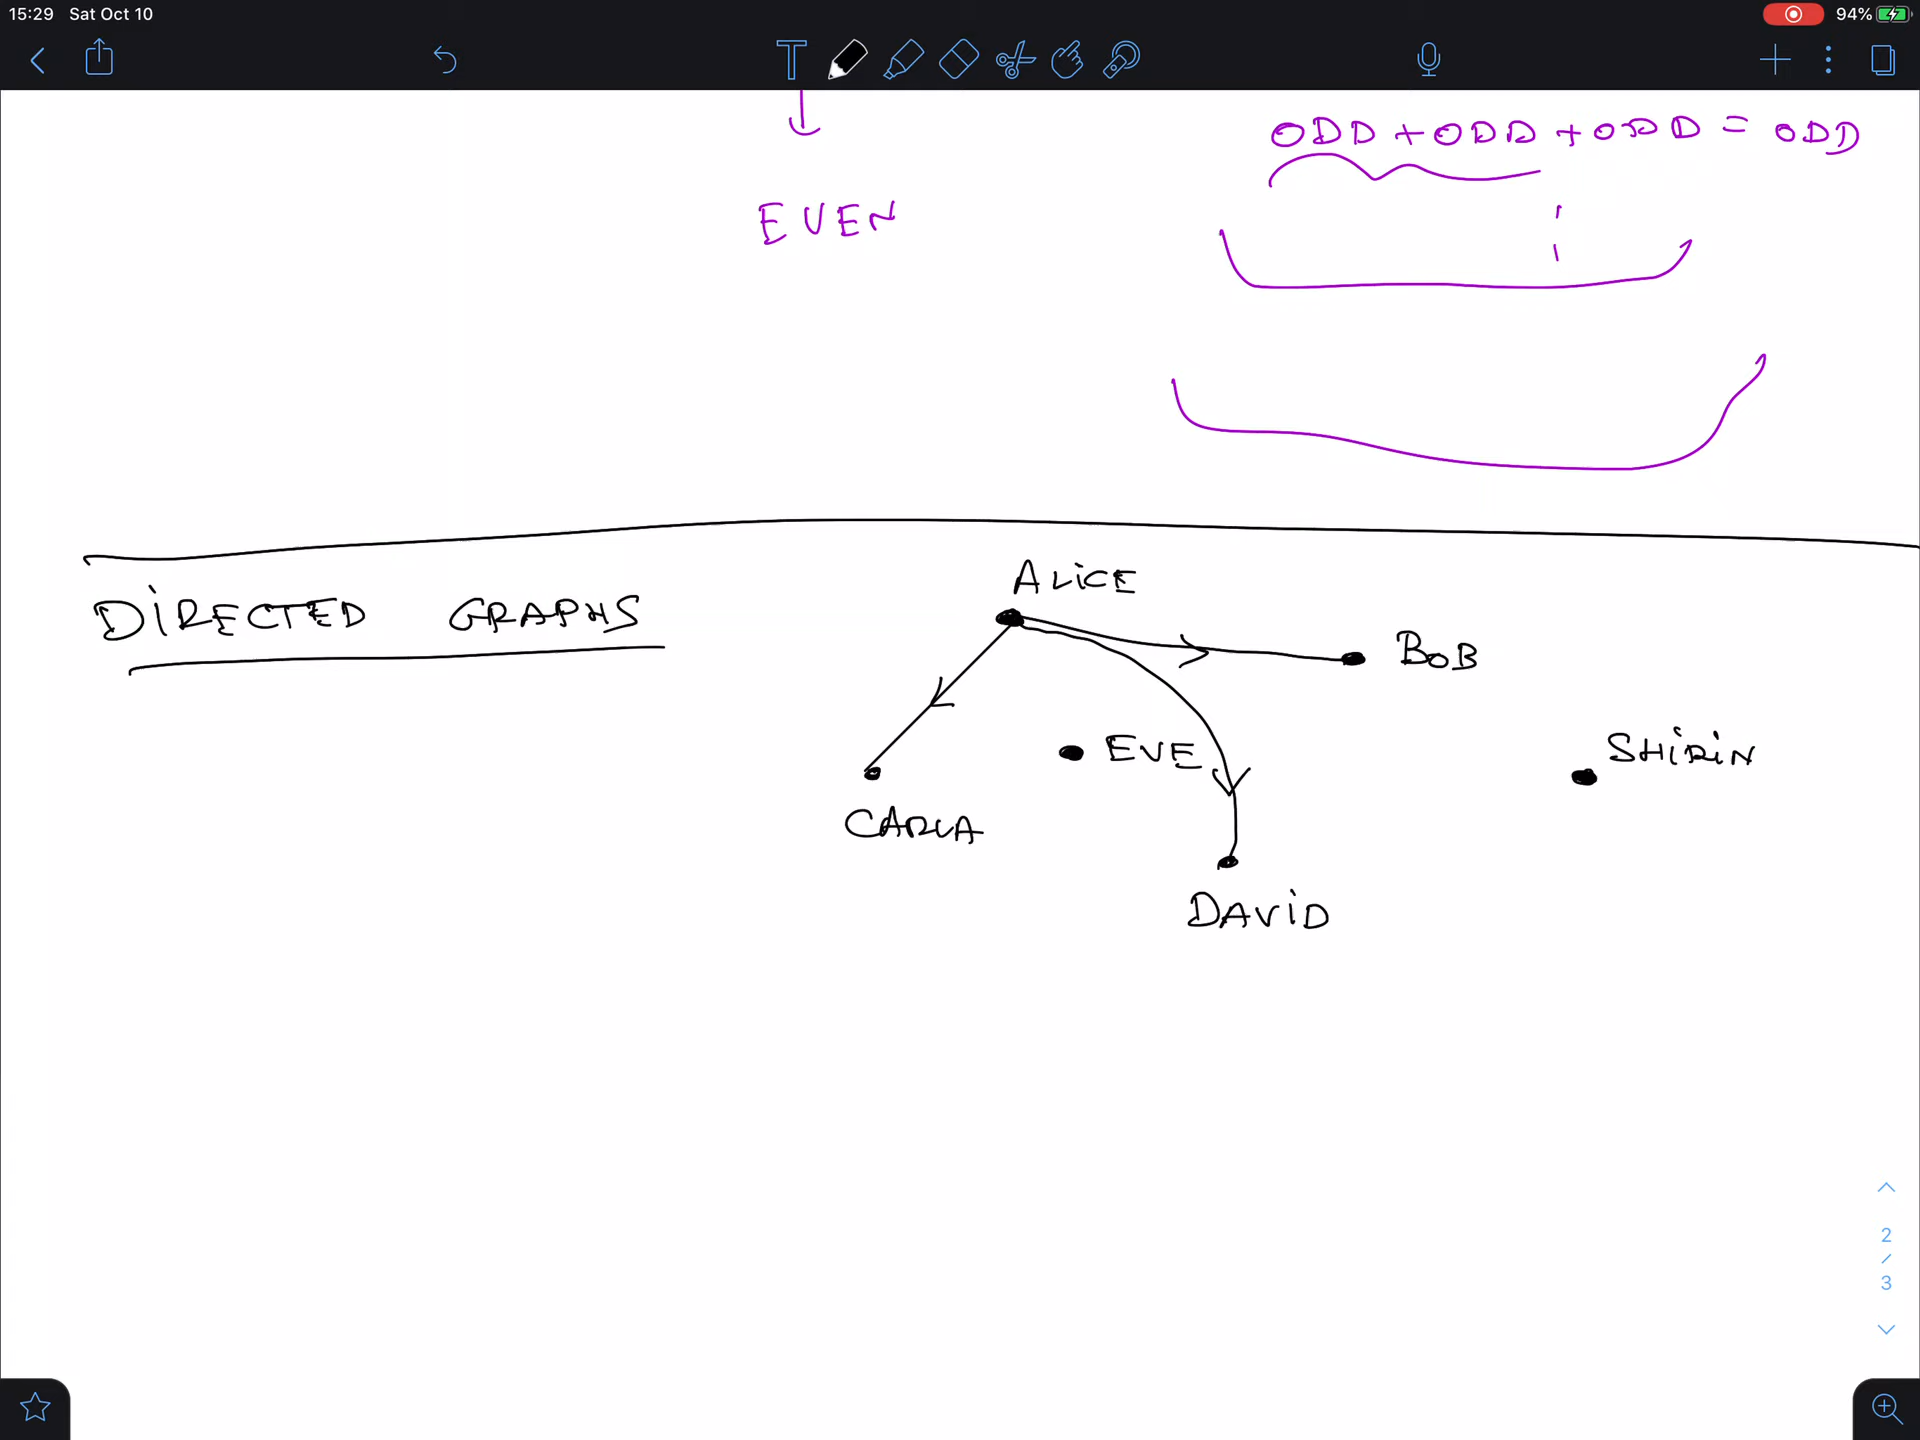 15:29 Sat Oct 10
94%
ODD + ODD + ODD = ODD
EVEN
DiRECTED GRAPHS
ALiCE
BOB
EVE
SHiRiN
CARLA
DAViD
2
/
3